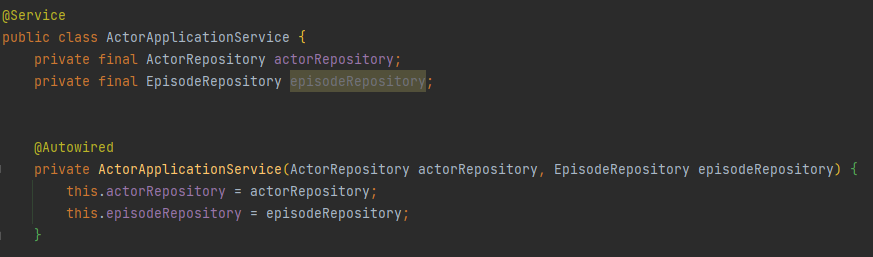 @Service
public class ActorApplicationService {
    private final ActorRepository actorRepository;
    private final EpisodeRepository episodeRepository;
    @Autowired
    private ActorApplicationService(ActorRepository actorRepository, EpisodeRepository episodeRepository) {
        this.actorRepository = actorRepository;
        this.episodeRepository = episodeRepository;
    }